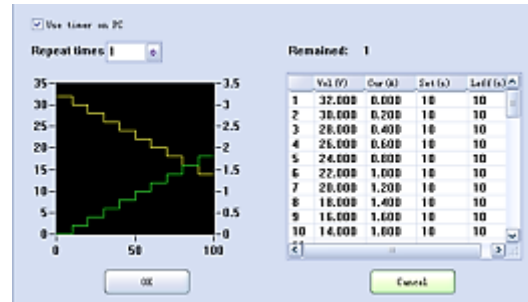 Use timer on PC
Repeat times 1
Remained: 1
35 3.5
30 3
25 2.5
20 2
15 1.5
10 1
5 0.5
0 0
0 50 100
Vol (V) Cur (A) Set (s) Left (s)
1 32.000 0.000 10 10
2 30.000 0.200 10 10
3 28.000 0.400 10 10
4 26.000 0.600 10 10
5 24.000 0.800 10 10
6 22.000 1.000 10 10
7 20.000 1.200 10 10
8 18.000 1.400 10 10
9 16.000 1.600 10 10
10 14.000 1.800 10 10
OK Cancel